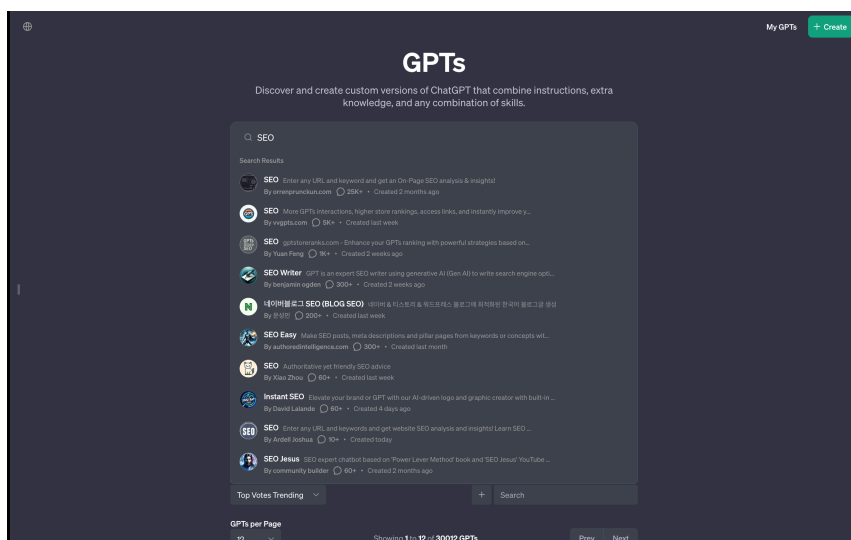 My GPTs
+ Create
GPTs
Discover and create custom versions of ChatGPT that combine instructions, extra
knowledge, and any combination of skills.
SEO
Search Results
SEO Enter any URL and keyword and get an On-Page SEO analysis & insights!
By orrenprunckun.com 25K+ • Created 2 months ago
SEO More GPTs interactions, higher store rankings, access links, and instantly improve y...
By vvgpts.com 5K+ • Created last week
SEO gptstoreranks.com - Enhance your GPTs ranking with powerful strategies based on...
By Yuan Feng 1K+ • Created 2 weeks ago
SEO Writer GPT is an expert SEO writer using generative AI (Gen AI) to write search engine opti...
By benjamin ogden 300+ • Created 2 weeks ago
네이버블로그 SEO (BLOG SEO) 네이버 & 티스토리 & 워드프레스 블로그에 최적화된 한국어 블로그글 생성
By 문성민 200+ • Created last week
SEO Easy Make SEO posts, meta descriptions and pillar pages from keywords or concepts wit...
By authoredintelligence.com 300+ • Created last month
SEO Authoritative yet friendly SEO advice
By Xiao Zhou 60+ • Created last week
Instant SEO Elevate your brand or GPT with our AI-driven logo and graphic creator with built-in ...
By David Lalande 60+ • Created 4 days ago
SEO Enter any URL and keywords and get website SEO analysis and insights! Learn SEO ...
By Ardell Joshua 10+ • Created today
SEO Jesus SEO expert chatbot based on 'Power Lever Method' book and 'SEO Jesus' YouTube...
By community builder 60+ • Created 2 months ago
Top Votes Trending
+ Search
GPTs per Page
12
Showing 1 to 12 of 30012 GPTs
Prev Next